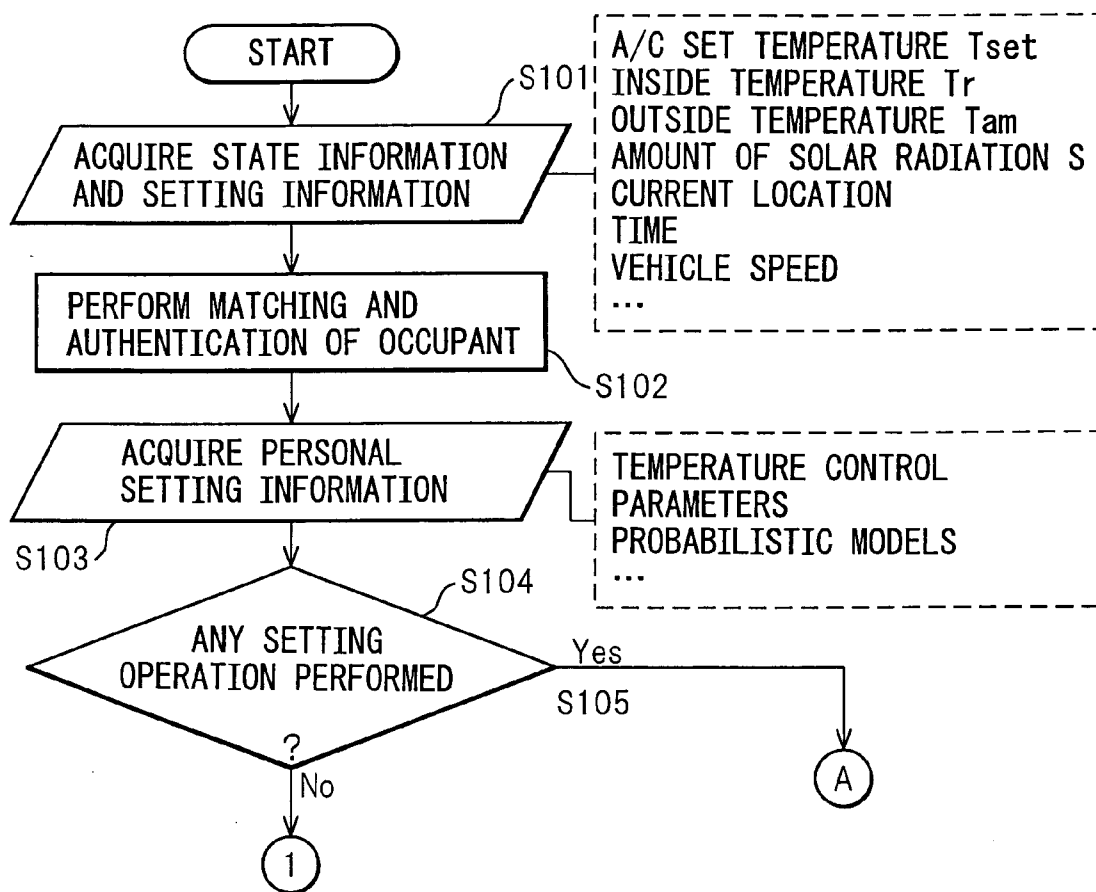 START
S101
ACQUIRE STATE INFORMATION
AND SETTING INFORMATION
A/C SET TEMPERATURE Tset
INSIDE TEMPERATURE Tr
OUTSIDE TEMPERATURE Tam
AMOUNT OF SOLAR RADIATION S
CURRENT LOCATION
TIME
VEHICLE SPEED
...
PERFORM MATCHING AND
AUTHENTICATION OF OCCUPANT
S102
ACQUIRE PERSONAL
SETTING INFORMATION
S103
TEMPERATURE CONTROL
PARAMETERS
PROBABILISTIC MODELS
...
S104
ANY SETTING
OPERATION PERFORMED
?
Yes
S105
No
A
1